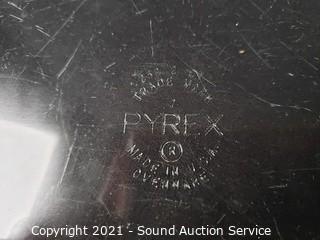 TRADE MARK
PYREX
®
MADE IN U.S.A.
OVENWARE
Copyright 2021 - Sound Auction Service